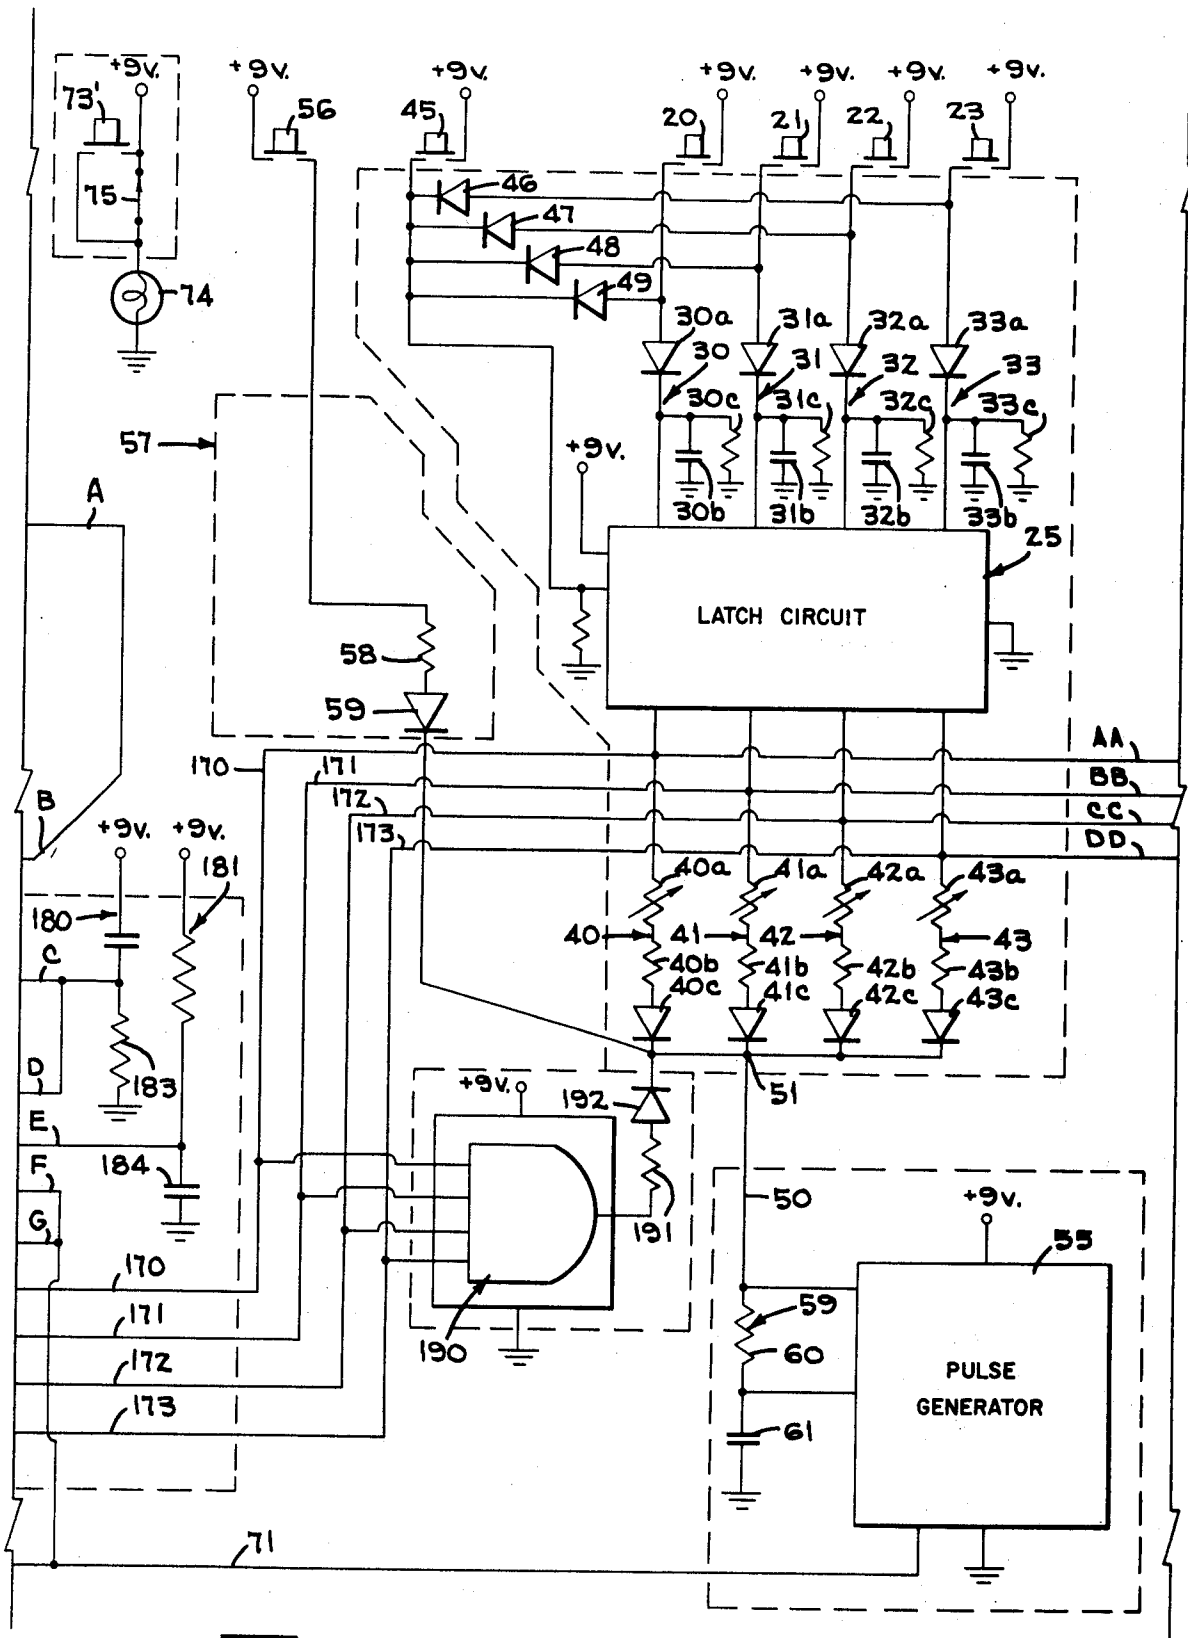 +9v.
+9v.
+9v.
+9v.
+9v.
+9v.
+9v.
73'
56
45
20
21
22
23
75
46
47
48
49
74
30a
31a
32a
33a
30
31
32
33
30c
31c
32c
33c
57
+9v.
30b
31b
32b
33b
A
25
LATCH CIRCUIT
58
59
AA
170
171
BB
B
172
CC
+9v.
+9v.
173
DD
181
40a
41a
42a
43a
180
40
41
42
43
C
40b
41b
42b
43b
40c
41c
42c
43c
D
183
+9v.
192
51
E
F
184
50
+9v.
G
191
55
170
59
171
190
60
172
PULSE
GENERATOR
173
61
71